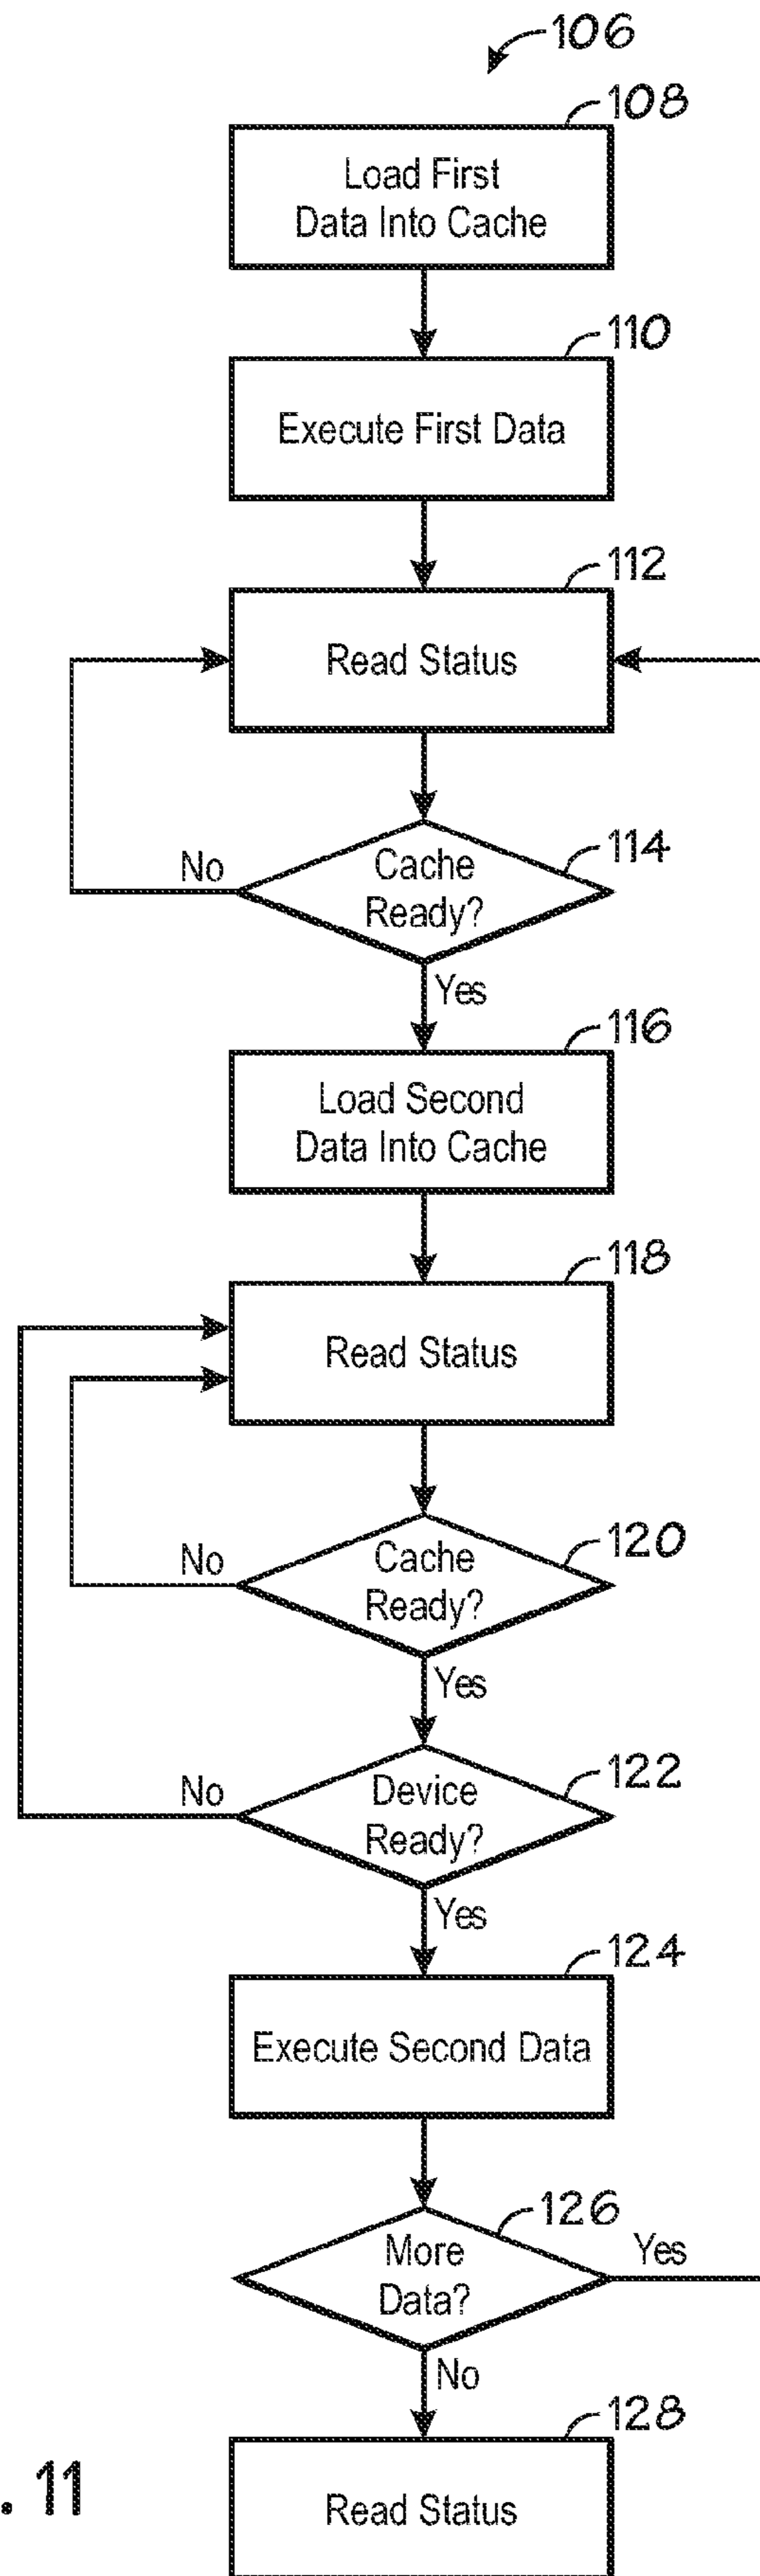 106
108
Load First
Data Into Cache
110
Execute First Data
112
Read Status
114
Cache
Ready?
No
Yes
116
Load Second
Data Into Cache
118
Read Status
120
Cache
Ready?
No
Yes
122
Device
Ready?
No
Yes
124
Execute Second Data
126
More
Data?
Yes
No
128
Read Status
. 11